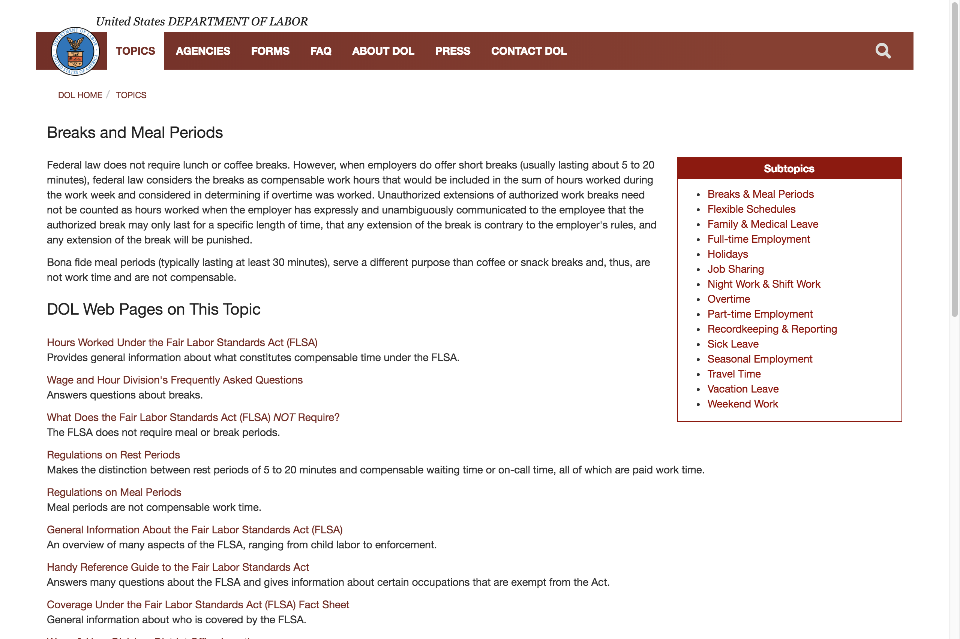 United States DEPARTMENT OF LABOR
TOPICS AGENCIES FORMS FAQ ABOUT DOL PRESS CONTACT DOL
DOL HOME / TOPICS
Breaks and Meal Periods
Federal law does not require lunch or coffee breaks. However, when employers do offer short breaks (usually lasting about 5 to 20
minutes), federal law considers the breaks as compensable work hours that would be included in the sum of hours worked during
the work week and considered in determining if overtime was worked. Unauthorized extensions of authorized work breaks need
not be counted as hours worked when the employer has expressly and unambiguously communicated to the employee that the
authorized break may only last for a specific length of time, that any extension of the break is contrary to the employer's rules, and
any extension of the break will be punished.
Bona fide meal periods (typically lasting at least 30 minutes), serve a different purpose than coffee or snack breaks and, thus, are
not work time and are not compensable.
DOL Web Pages on This Topic
Hours Worked Under the Fair Labor Standards Act (FLSA)
Provides general information about what constitutes compensable time under the FLSA.
Wage and Hour Division's Frequently Asked Questions
Answers questions about breaks.
What Does the Fair Labor Standards Act (FLSA) NOT Require?
The FLSA does not require meal or break periods.
Regulations on Rest Periods
Makes the distinction between rest periods of 5 to 20 minutes and compensable waiting time or on-call time, all of which are paid work time.
Regulations on Meal Periods
Meal periods are not compensable work time.
General Information About the Fair Labor Standards Act (FLSA)
An overview of many aspects of the FLSA, ranging from child labor to enforcement.
Handy Reference Guide to the Fair Labor Standards Act
Answers many questions about the FLSA and gives information about certain occupations that are exempt from the Act.
Coverage Under the Fair Labor Standards Act (FLSA) Fact Sheet
General information about who is covered by the FLSA.
Subtopics
Breaks & Meal Periods
Flexible Schedules
Family & Medical Leave
Full-time Employment
Holidays
Job Sharing
Night Work & Shift Work
Overtime
Part-time Employment
Recordkeeping & Reporting
Sick Leave
Seasonal Employment
Travel Time
Vacation Leave
Weekend Work